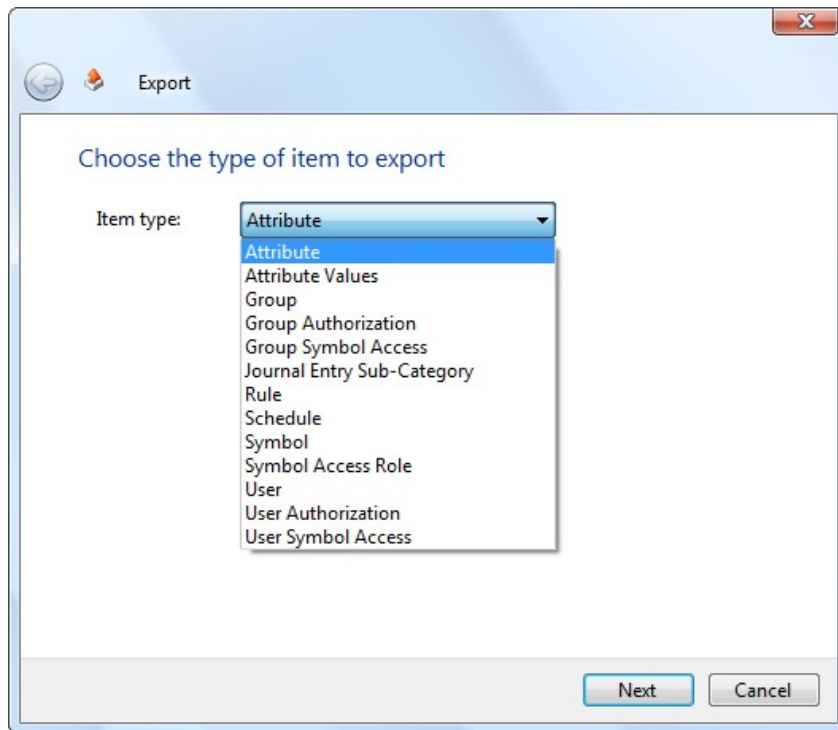 Export
Choose the type of item to export
Item type: Attribute
Attribute
Attribute Values
Group
Group Authorization
Group Symbol Access
Journal Entry Sub-Category
Rule
Schedule
Symbol
Symbol Access Role
User
User Authorization
User Symbol Access
Next Cancel